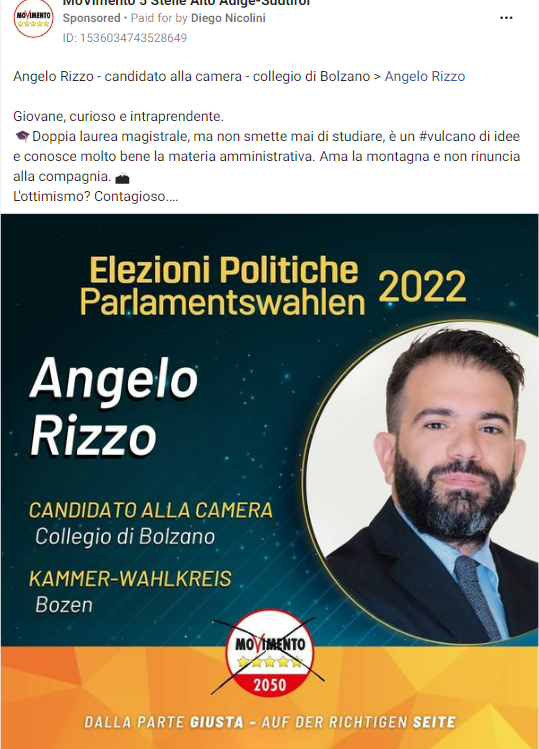 MoVimento 5 Stelle Alto Adige-Südtirol
Sponsored • Paid for by Diego Nicolini
ID: 1536034743528649
Angelo Rizzo - candidato alla camera - collegio di Bolzano > Angelo Rizzo
Giovane, curioso e intraprendente.
🎓Doppia laurea magistrale, ma non smette mai di studiare, è un #vulcano di idee
e conosce molto bene la materia amministrativa. Ama la montagna e non rinuncia
alla compagnia. 🏔
L'ottimismo? Contagioso....
Elezioni Politiche
Parlamentswahlen 2022
Angelo
Rizzo
CANDIDATO ALLA CAMERA
Collegio di Bolzano
KAMMER-WAHLKREIS
Bozen
MOVIMENTO
2050
DALLA PARTE GIUSTA - AUF DER RICHTIGEN SEITE